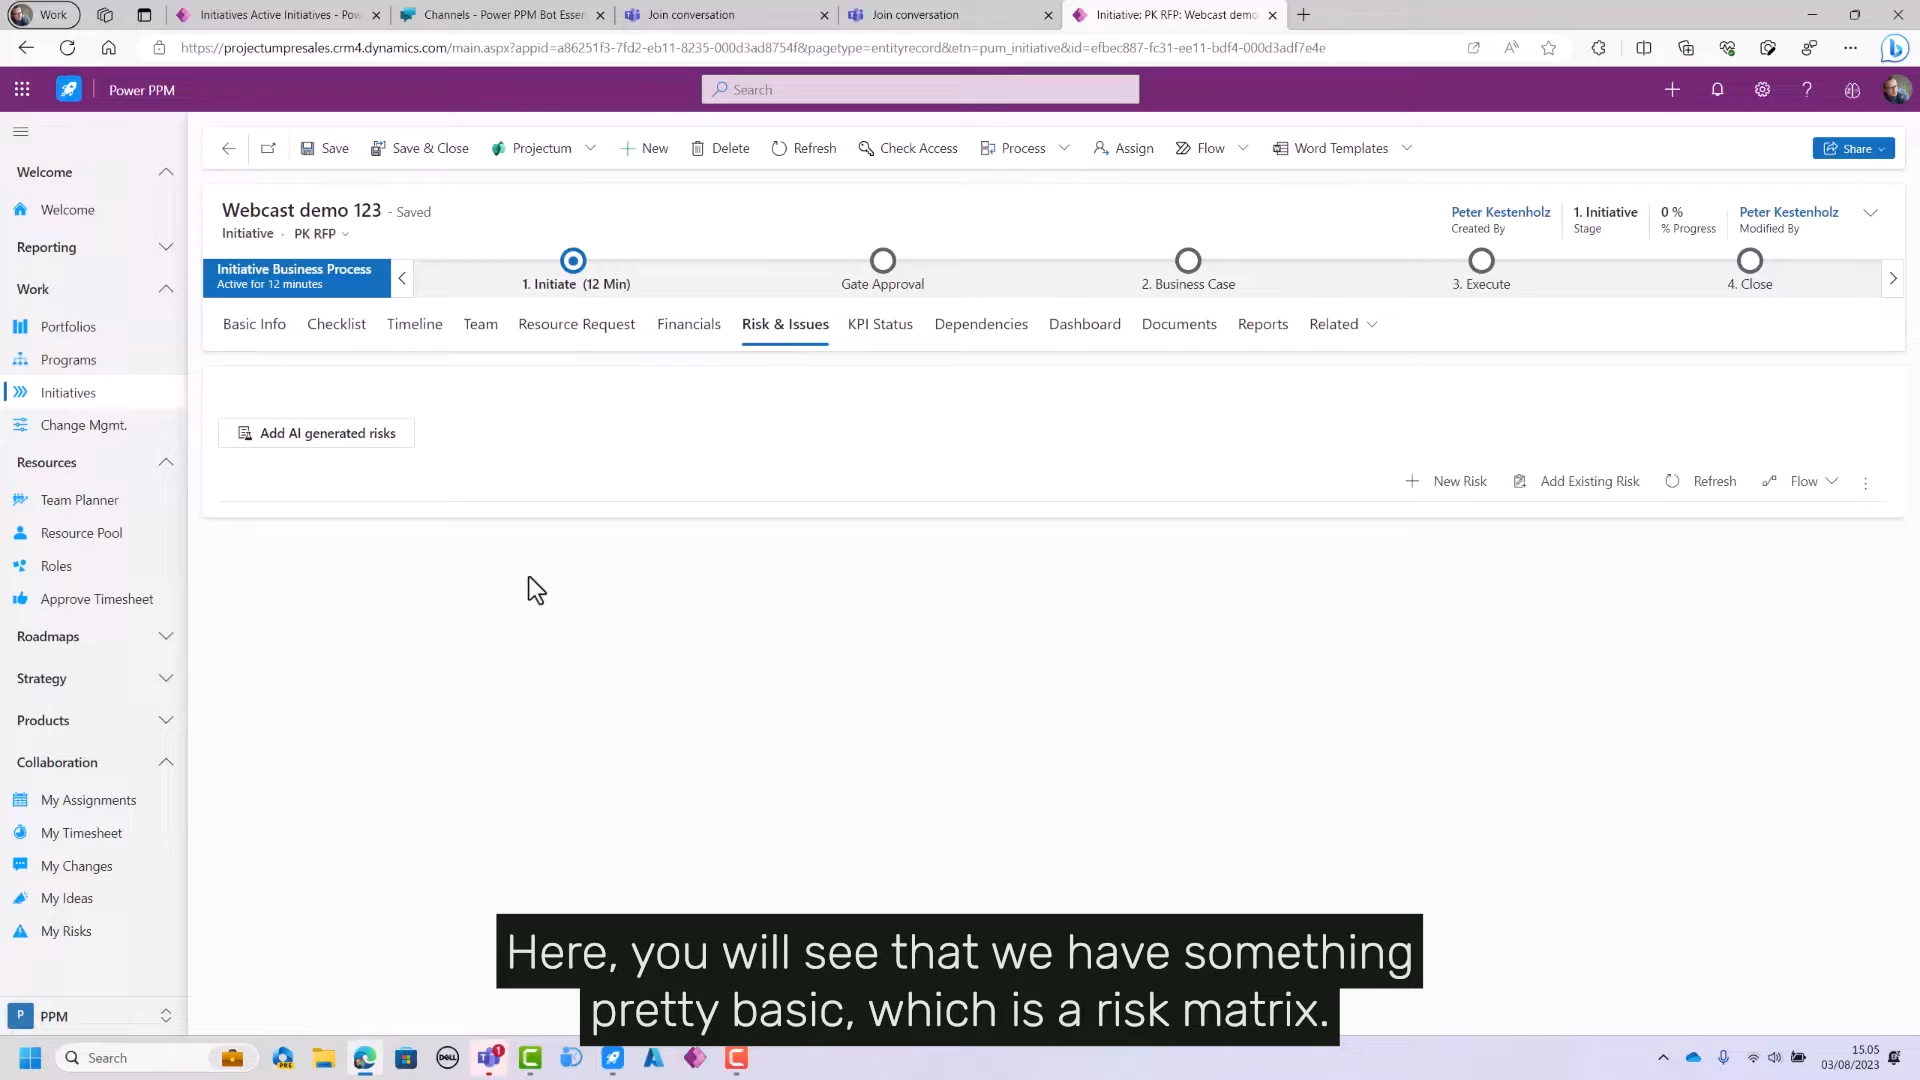 Work
Initiatives Active Initiatives - Pow
Channels - Power PPM Bot Essen
Join conversation
Join conversation
Initiative: PK RFP: Webcast demo
https://projectumpresales.crm4.dynamics.com/main.aspx?appid=a86251f3-7fd2-eb11-8235-000d3ad8754f&pagetype=entityrecord&etn=pum_initiative&id=efbec887-fc31-ee11-bdf4-000d3adf7e4e
Power PPM
Search
Save
Save & Close
Projectum
New
Delete
Refresh
Check Access
Process
Assign
Flow
Word Templates
Share
Webcast demo 123 - Saved
Initiative · PK RFP
Peter Kestenholz
Created By
1. Initiative
Stage
0 %
% Progress
Peter Kestenholz
Modified By
Initiative Business Process
Active for 12 minutes
1. Initiate (12 Min)
Gate Approval
2. Business Case
3. Execute
4. Close
Basic Info
Checklist
Timeline
Team
Resource Request
Financials
Risk & Issues
KPI Status
Dependencies
Dashboard
Documents
Reports
Related
Add AI generated risks
New Risk
Add Existing Risk
Refresh
Flow
Welcome
Welcome
Reporting
Work
Portfolios
Programs
Initiatives
Change Mgmt.
Resources
Team Planner
Resource Pool
Roles
Approve Timesheet
Roadmaps
Strategy
Products
Collaboration
My Assignments
My Timesheet
My Changes
My Ideas
My Risks
P PPM
Here, you will see that we have something
pretty basic, which is a risk matrix.
Search
PRE
DELL
1
15.05
03/08/2023